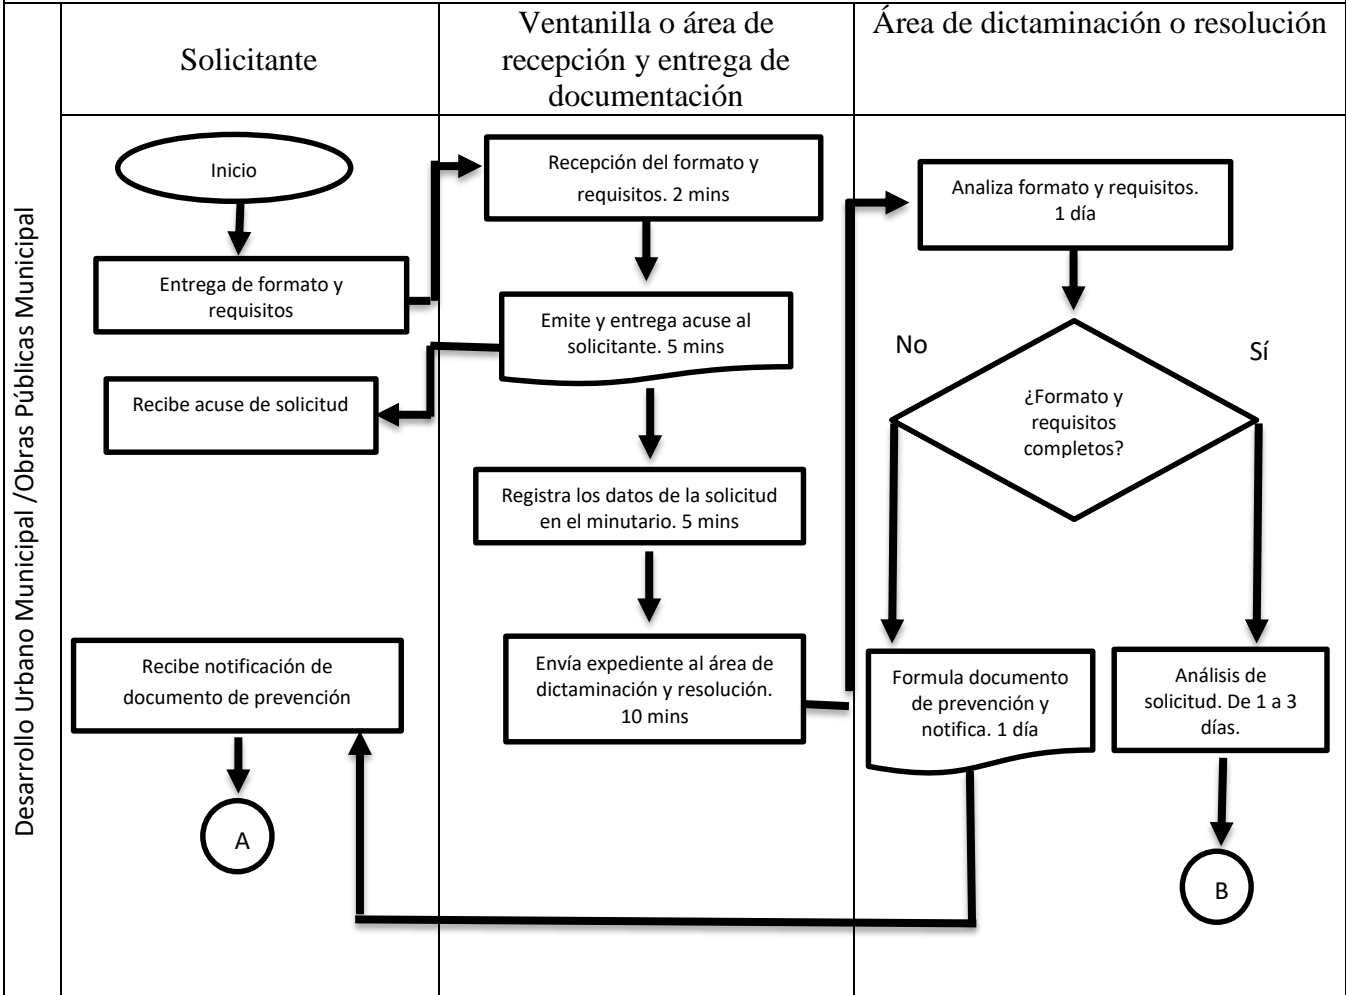 Desarrollo Urbano Municipal /Obras Públicas Municipal
Solicitante
Ventanilla o área de
recepción y entrega de
documentación
Área de dictaminación o resolución
Inicio
Entrega de formato y
requisitos
Recibe acuse de solicitud
Recibe notificación de
documento de prevención
A
Recepción del formato y
requisitos. 2 mins
Emite y entrega acuse al
solicitante. 5 mins
Registra los datos de la solicitud
en el minutario. 5 mins
Envía expediente al área de
dictaminación y resolución.
10 mins
Analiza formato y requisitos.
1 día
No
Sí
¿Formato y
requisitos
completos?
Formula documento
de prevención y
notifica. 1 día
Análisis de
solicitud. De 1 a 3
días.
B